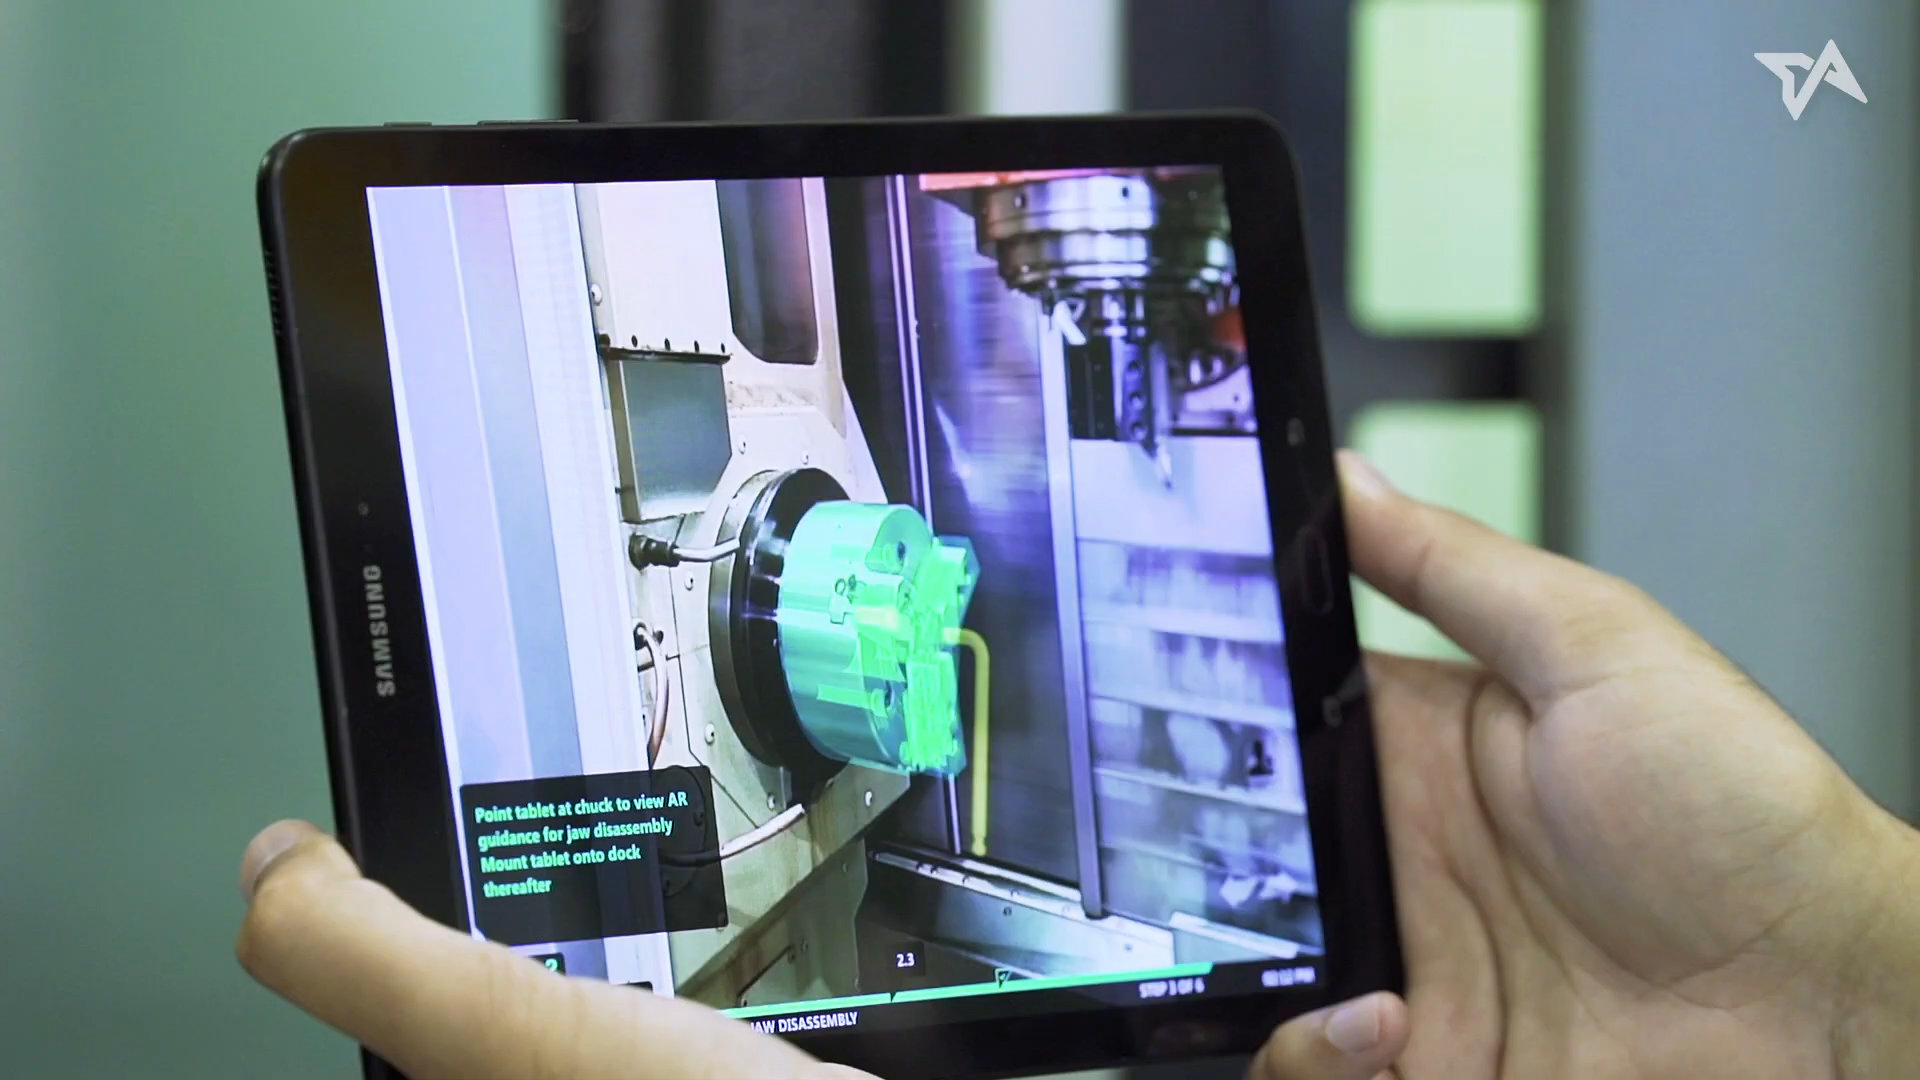 SAMSUNG
Point tablet at chuck to view AR
guidance for jaw disassembly
Mount tablet onto dock
thereafter
2
2.3
STEP 3 OF 6
JAW DISASSEMBLY